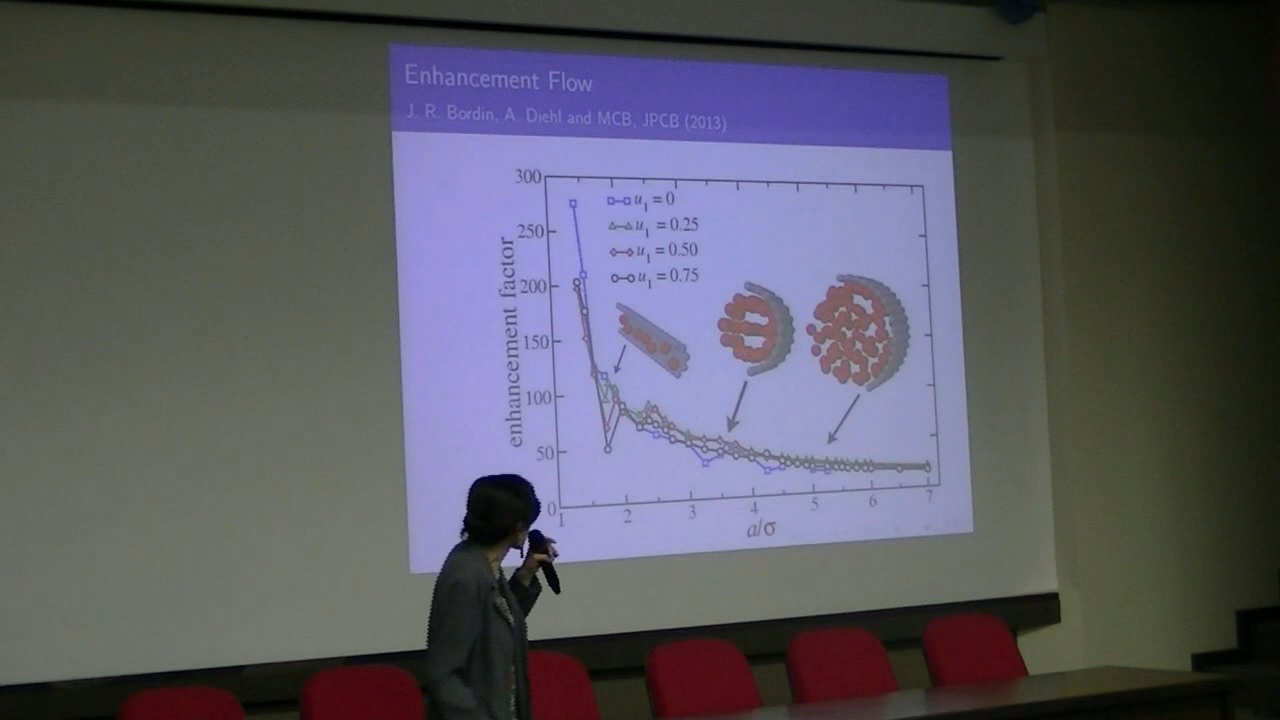 Enhancement Flow
J. R. Bordin, A. Diehl and MCB, JPCB (2013)
300
250
200
150
100
50
0
enhancement factor
u1 = 0
u1 = 0.25
u1 = 0.50
u1 = 0.75
1 2 3 4 5 6 7
a/σ